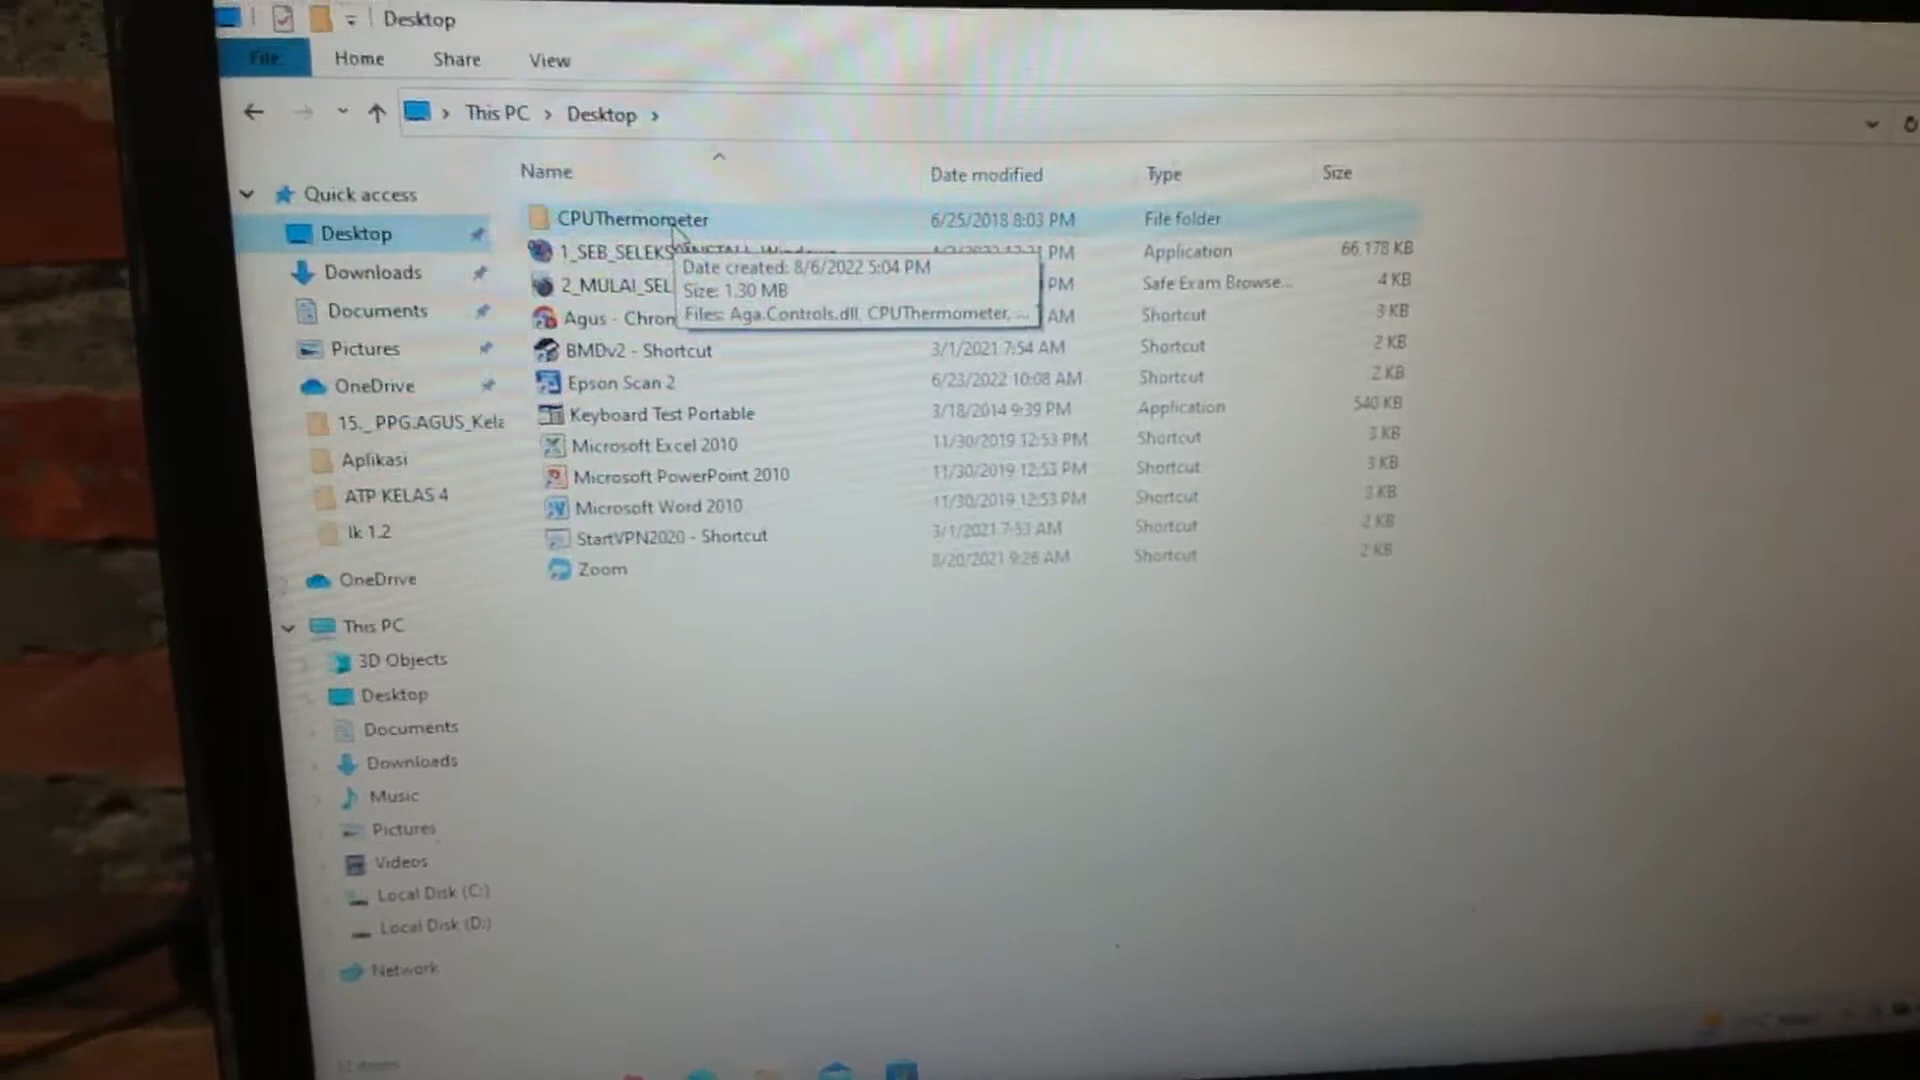 Desktop
File Home Share View
This PC > Desktop >
Name Date modified Type Size
Quick access
Desktop
Downloads
Documents
Pictures
OneDrive
15._ PPG.AGUS_Kela
Aplikasi
ATP KELAS 4
lk 1.2
OneDrive
This PC
3D Objects
Desktop
Documents
Downloads
Music
Pictures
Videos
Local Disk (C:)
Local Disk (D:)
Network
CPUThermometer 6/25/2018 8:03 PM File folder
1_SEB_SELEKSI PM Application 66.178 KB
2_MULAI_SEL PM Safe Exam Browse... 4 KB
Agus - Chron AM Shortcut 3 KB
BMDv2 - Shortcut 3/1/2021 7:54 AM Shortcut 2 KB
Epson Scan 2 6/23/2022 10:08 AM Shortcut 2 KB
Keyboard Test Portable 3/18/2014 9:39 PM Application 540 KB
Microsoft Excel 2010 11/30/2019 12:53 PM Shortcut 3 KB
Microsoft PowerPoint 2010 11/30/2019 12:53 PM Shortcut 3 KB
Microsoft Word 2010 11/30/2019 12:53 PM Shortcut 3 KB
StartVPN2020 - Shortcut 3/1/2021 7:53 AM Shortcut 2 KB
Zoom 8/20/2021 9:26 AM Shortcut 2 KB
Date created: 8/6/2022 5:04 PM
Size: 1.30 MB
Files: Aga.Controls.dll, CPUThermometer, ...